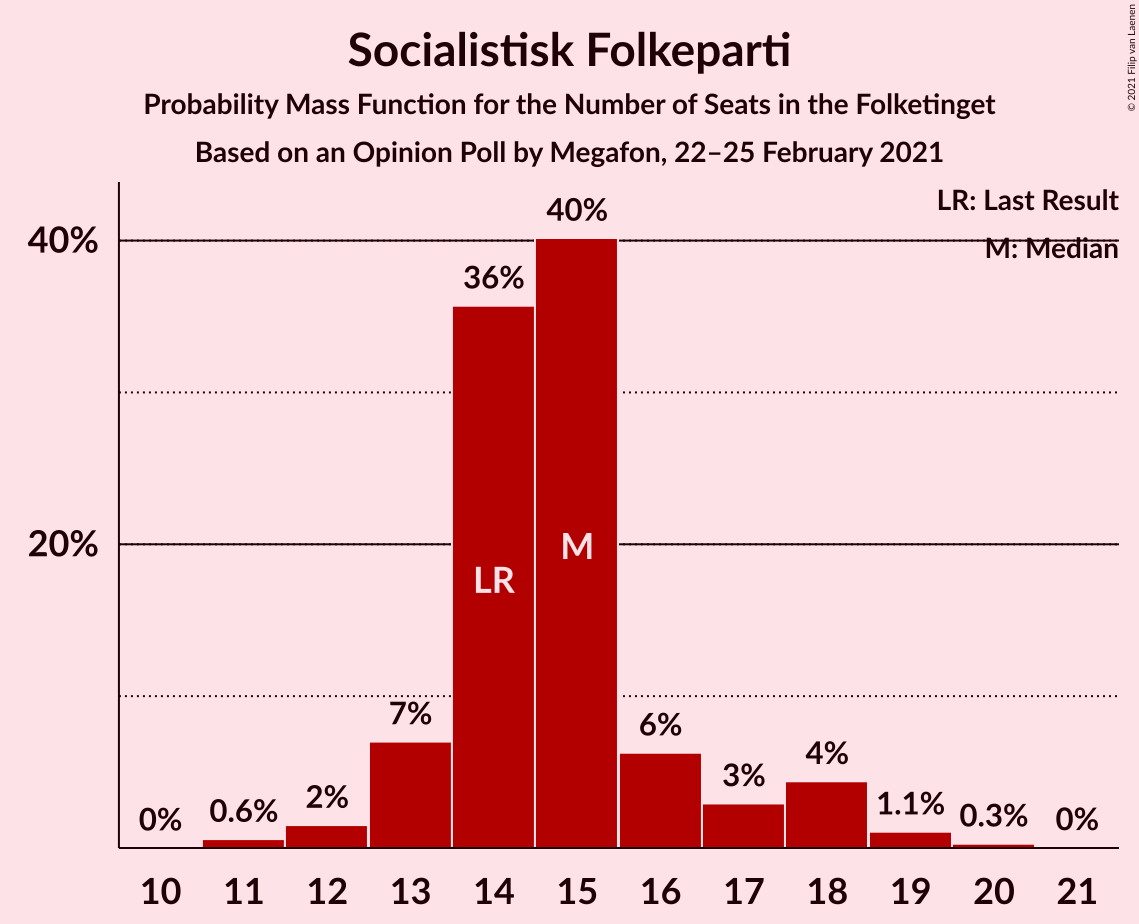 Socialistisk Folkeparti
Probability Mass Function for the Number of Seats in the Folketinget
Based on an Opinion Poll by Megafon, 22–25 February 2021
© 2021 Filip van Laenen
LR: Last Result
M: Median
40%
20%
0%
0.6%
2%
7%
36%
40%
6%
3%
4%
1.1%
0.3%
0%
LR
M
10 11 12 13 14 15 16 17 18 19 20 21